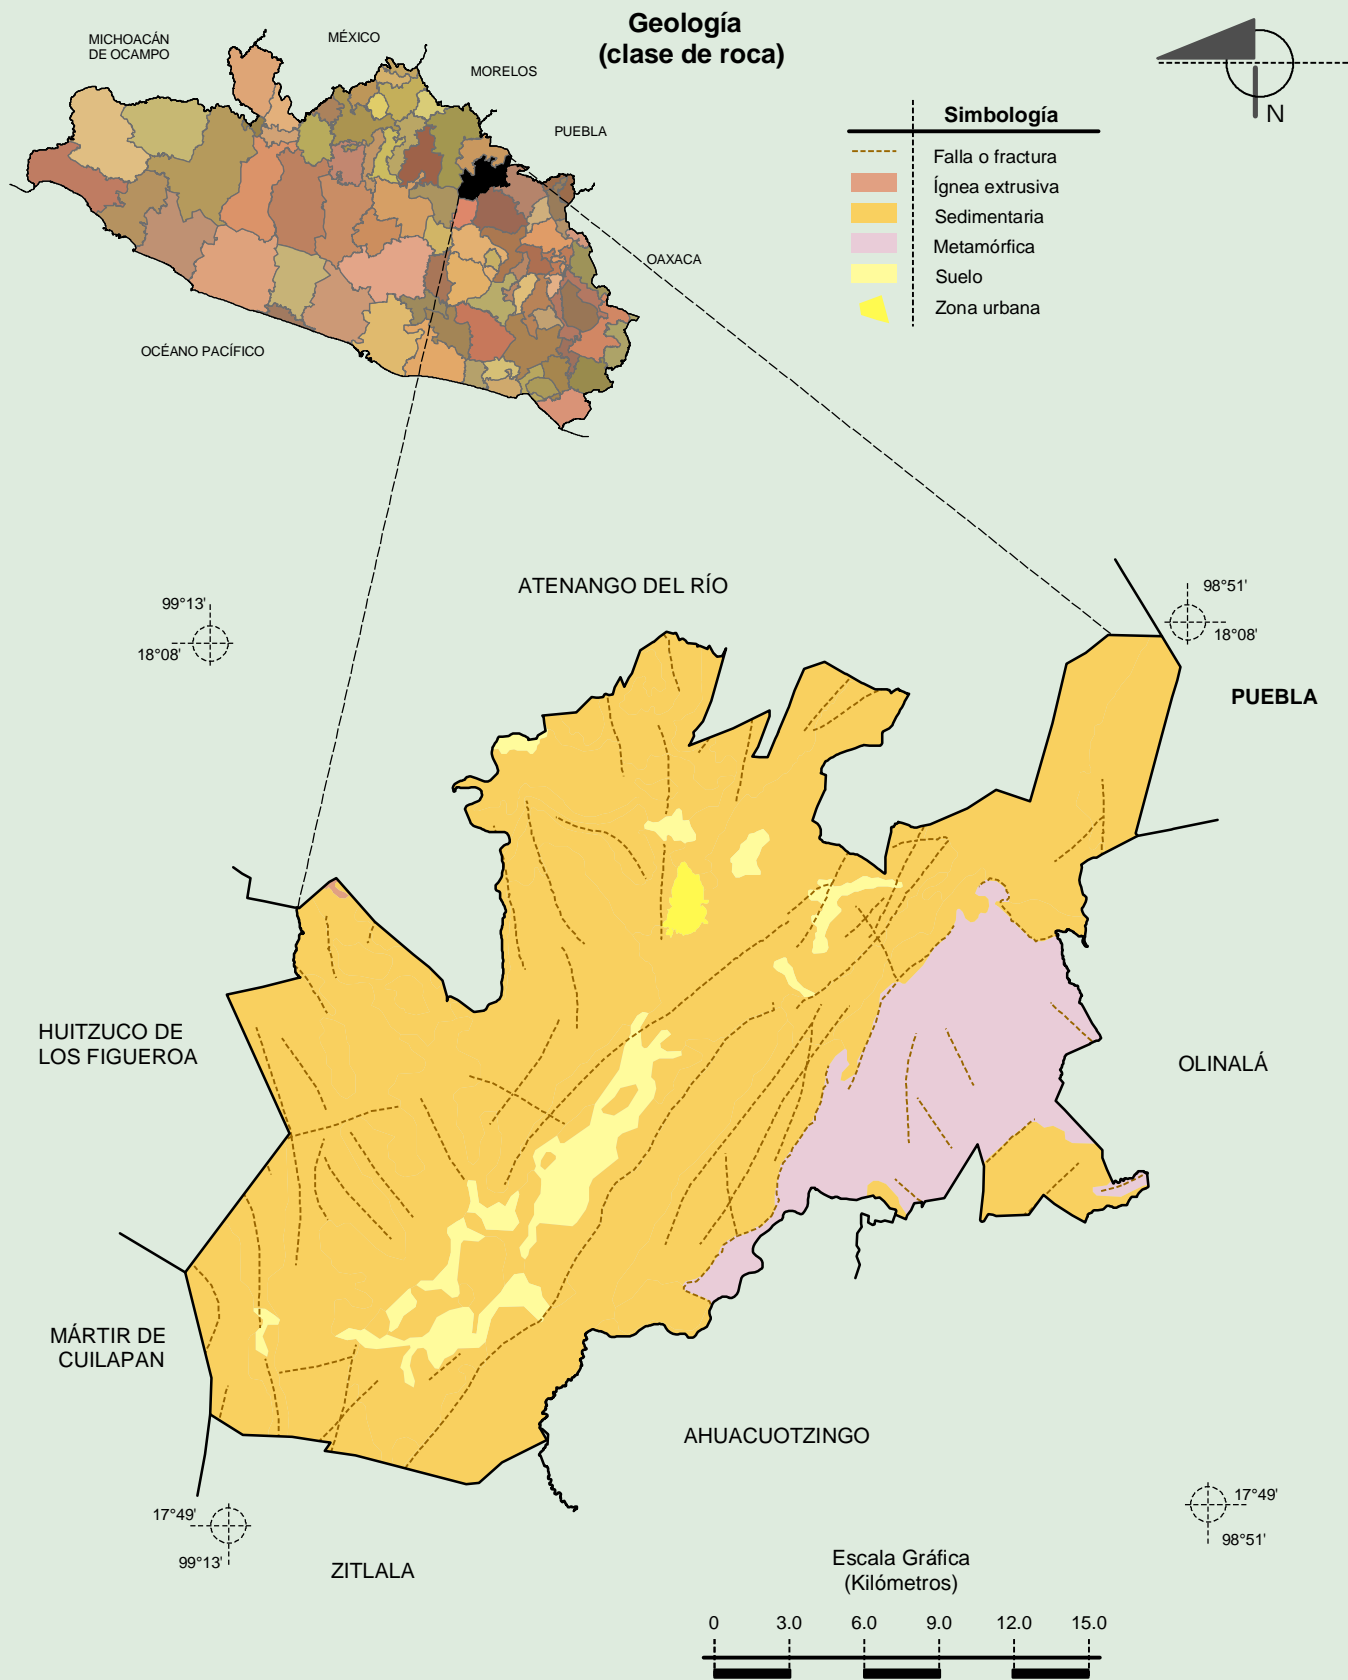 Geología
(clase de roca)
MICHOACÁN
DE OCAMPO
MÉXICO
MORELOS
PUEBLA
OAXACA
OCÉANO PACÍFICO
N
Simbología
Falla o fractura
Ígnea extrusiva
Sedimentaria
Metamórfica
Suelo
Zona urbana
ATENANGO DEL RÍO
99°13'
18°08'
98°51'
18°08'
PUEBLA
HUITZUCO DE
LOS FIGUEROA
OLINALÁ
MÁRTIR DE
CUILAPAN
AHUACUOTZINGO
17°49'
99°13'
17°49'
98°51'
ZITLALA
Escala Gráfica
(Kilómetros)
0 3.0 6.0 9.0 12.0 15.0